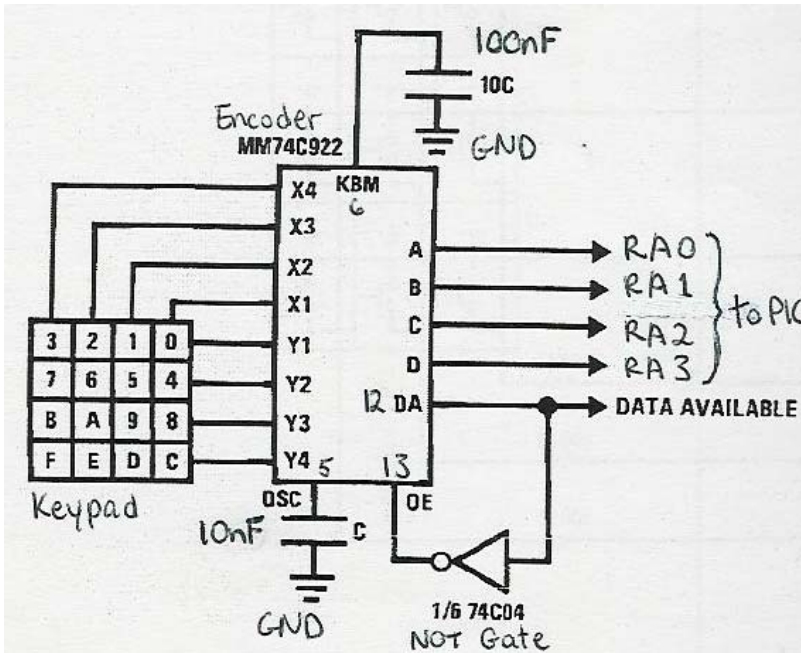 100nF
10C
GND
Encoder
MM74C922
X4 KBM
6
X3
X2
X1
Y1
Y2
Y3
Y4
A RA0
B RA1
C RA2
D RA3
to PIC
12 DA DATA AVAILABLE
3 2 1 0
7 6 5 4
B A 9 8
F E D C
Keypad
5 13
OSC OE
10nF C
GND
1/6 74C04
NOT Gate